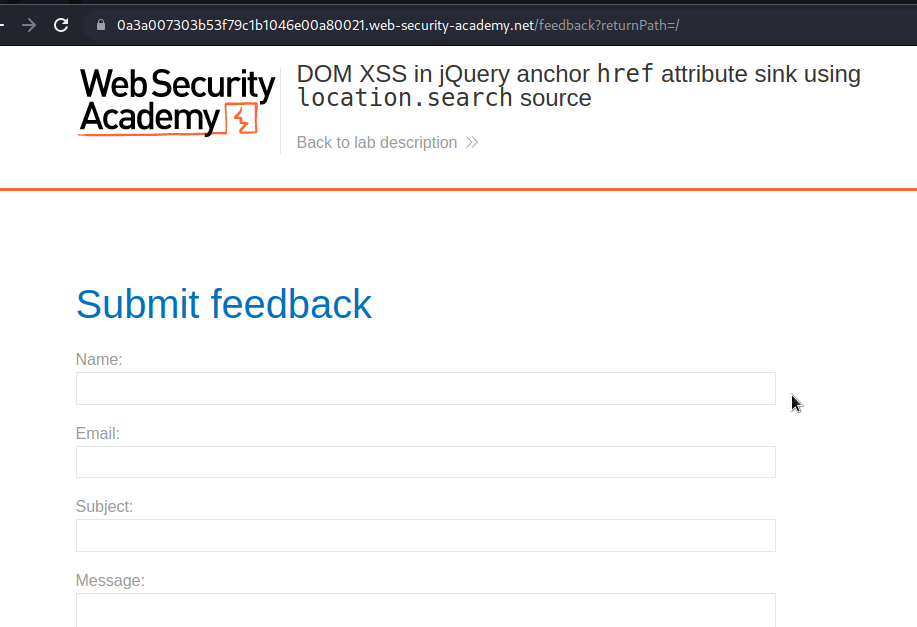 0a3a007303b53f79c1b1046e00a80021.web-security-academy.net/feedback?returnPath=/
Web Security
Academy
DOM XSS in jQuery anchor href attribute sink using
location.search source
Back to lab description
Submit feedback
Name:
Email:
Subject:
Message: